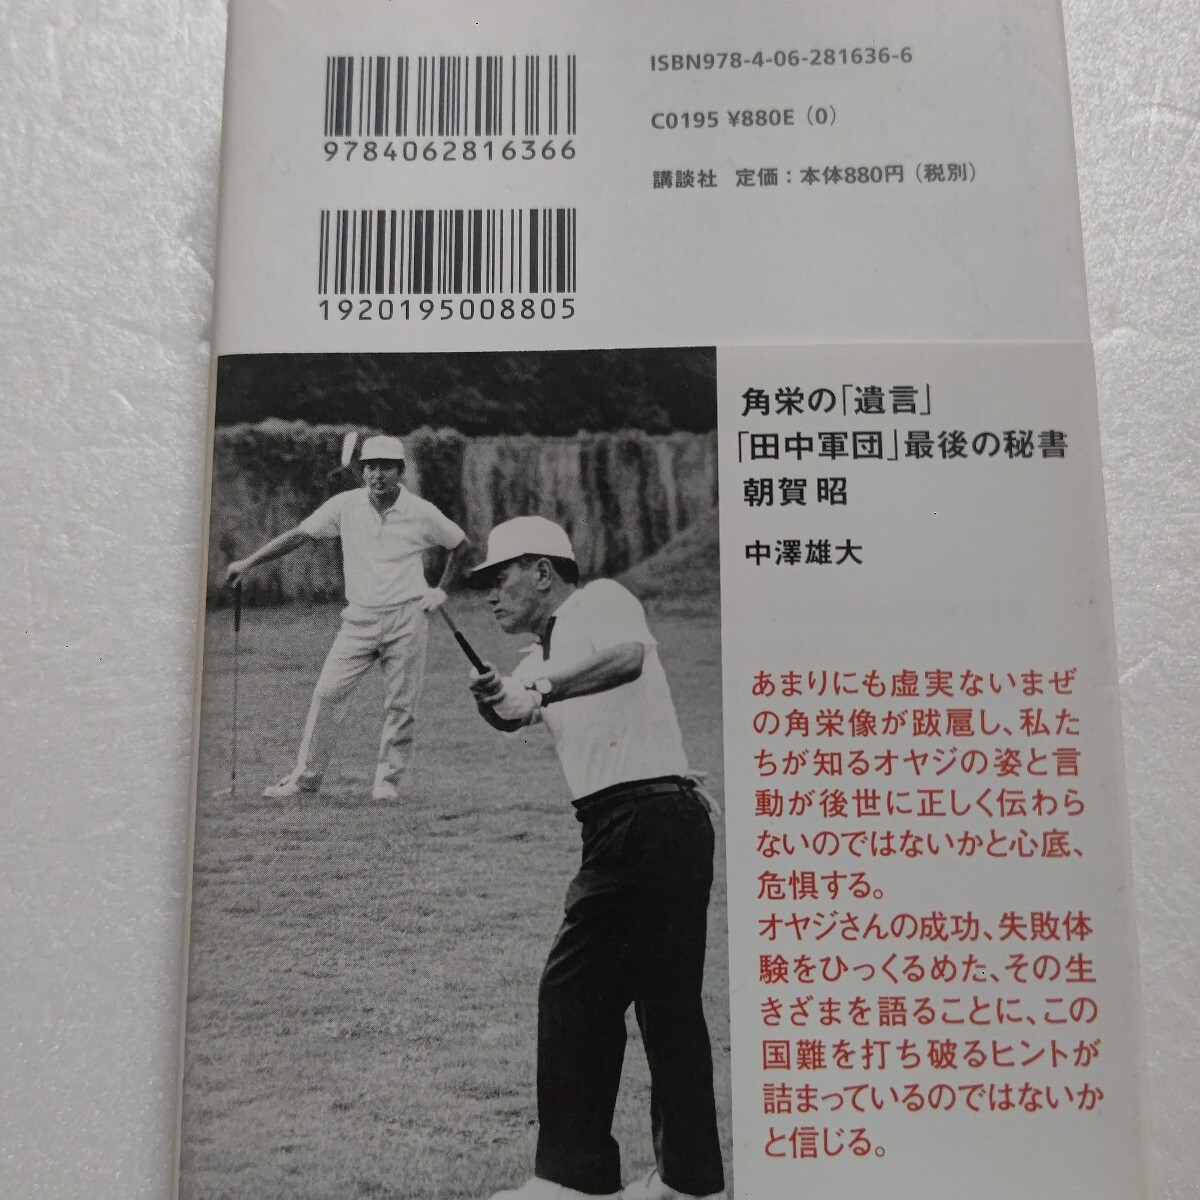 ISBN978-4-06-281636-6
C0195 ¥880E (0)
講談社 定価：本体880円（税別）
9784062816366
1920195008805
角栄の「遺言」
「田中軍団」最後の秘書
朝賀 昭
中澤雄大
あまりにも虚実ないまぜ
の角栄像が跋扈し、私た
ちが知るオヤジの姿と言
動が後世に正しく伝わら
ないのではないかと心底、
危惧する。
オヤジさんの成功、失敗体
験をひっくるめた、その生
きざまを語ることに、この
国難を打ち破るヒントが
詰まっているのではないか
と信じる。